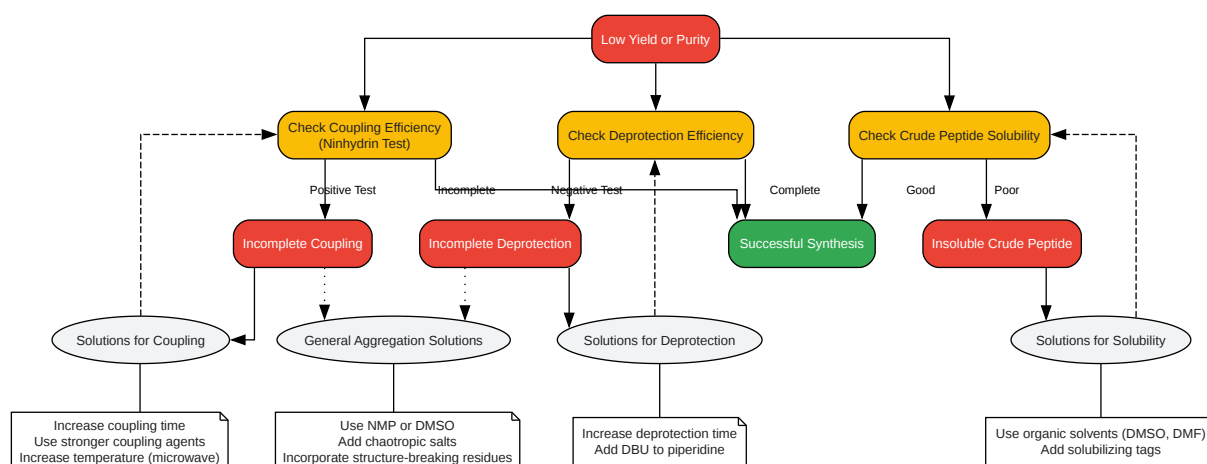 Low Yield or Purity
Check Coupling Efficiency
(Ninhydrin Test)
Check Deprotection Efficiency
Check Crude Peptide Solubility
Positive Test
Incomplete
Negative Test
Complete
Good
Poor
Incomplete Coupling
Incomplete Deprotection
Successful Synthesis
Insoluble Crude Peptide
Solutions for Coupling
General Aggregation Solutions
Solutions for Deprotection
Solutions for Solubility
Increase coupling time
Use stronger coupling agents
Increase temperature (microwave)
Use NMP or DMSO
Add chaotropic salts
Incorporate structure-breaking residues
Increase deprotection time
Add DBU to piperidine
Use organic solvents (DMSO, DMF)
Add solubilizing tags